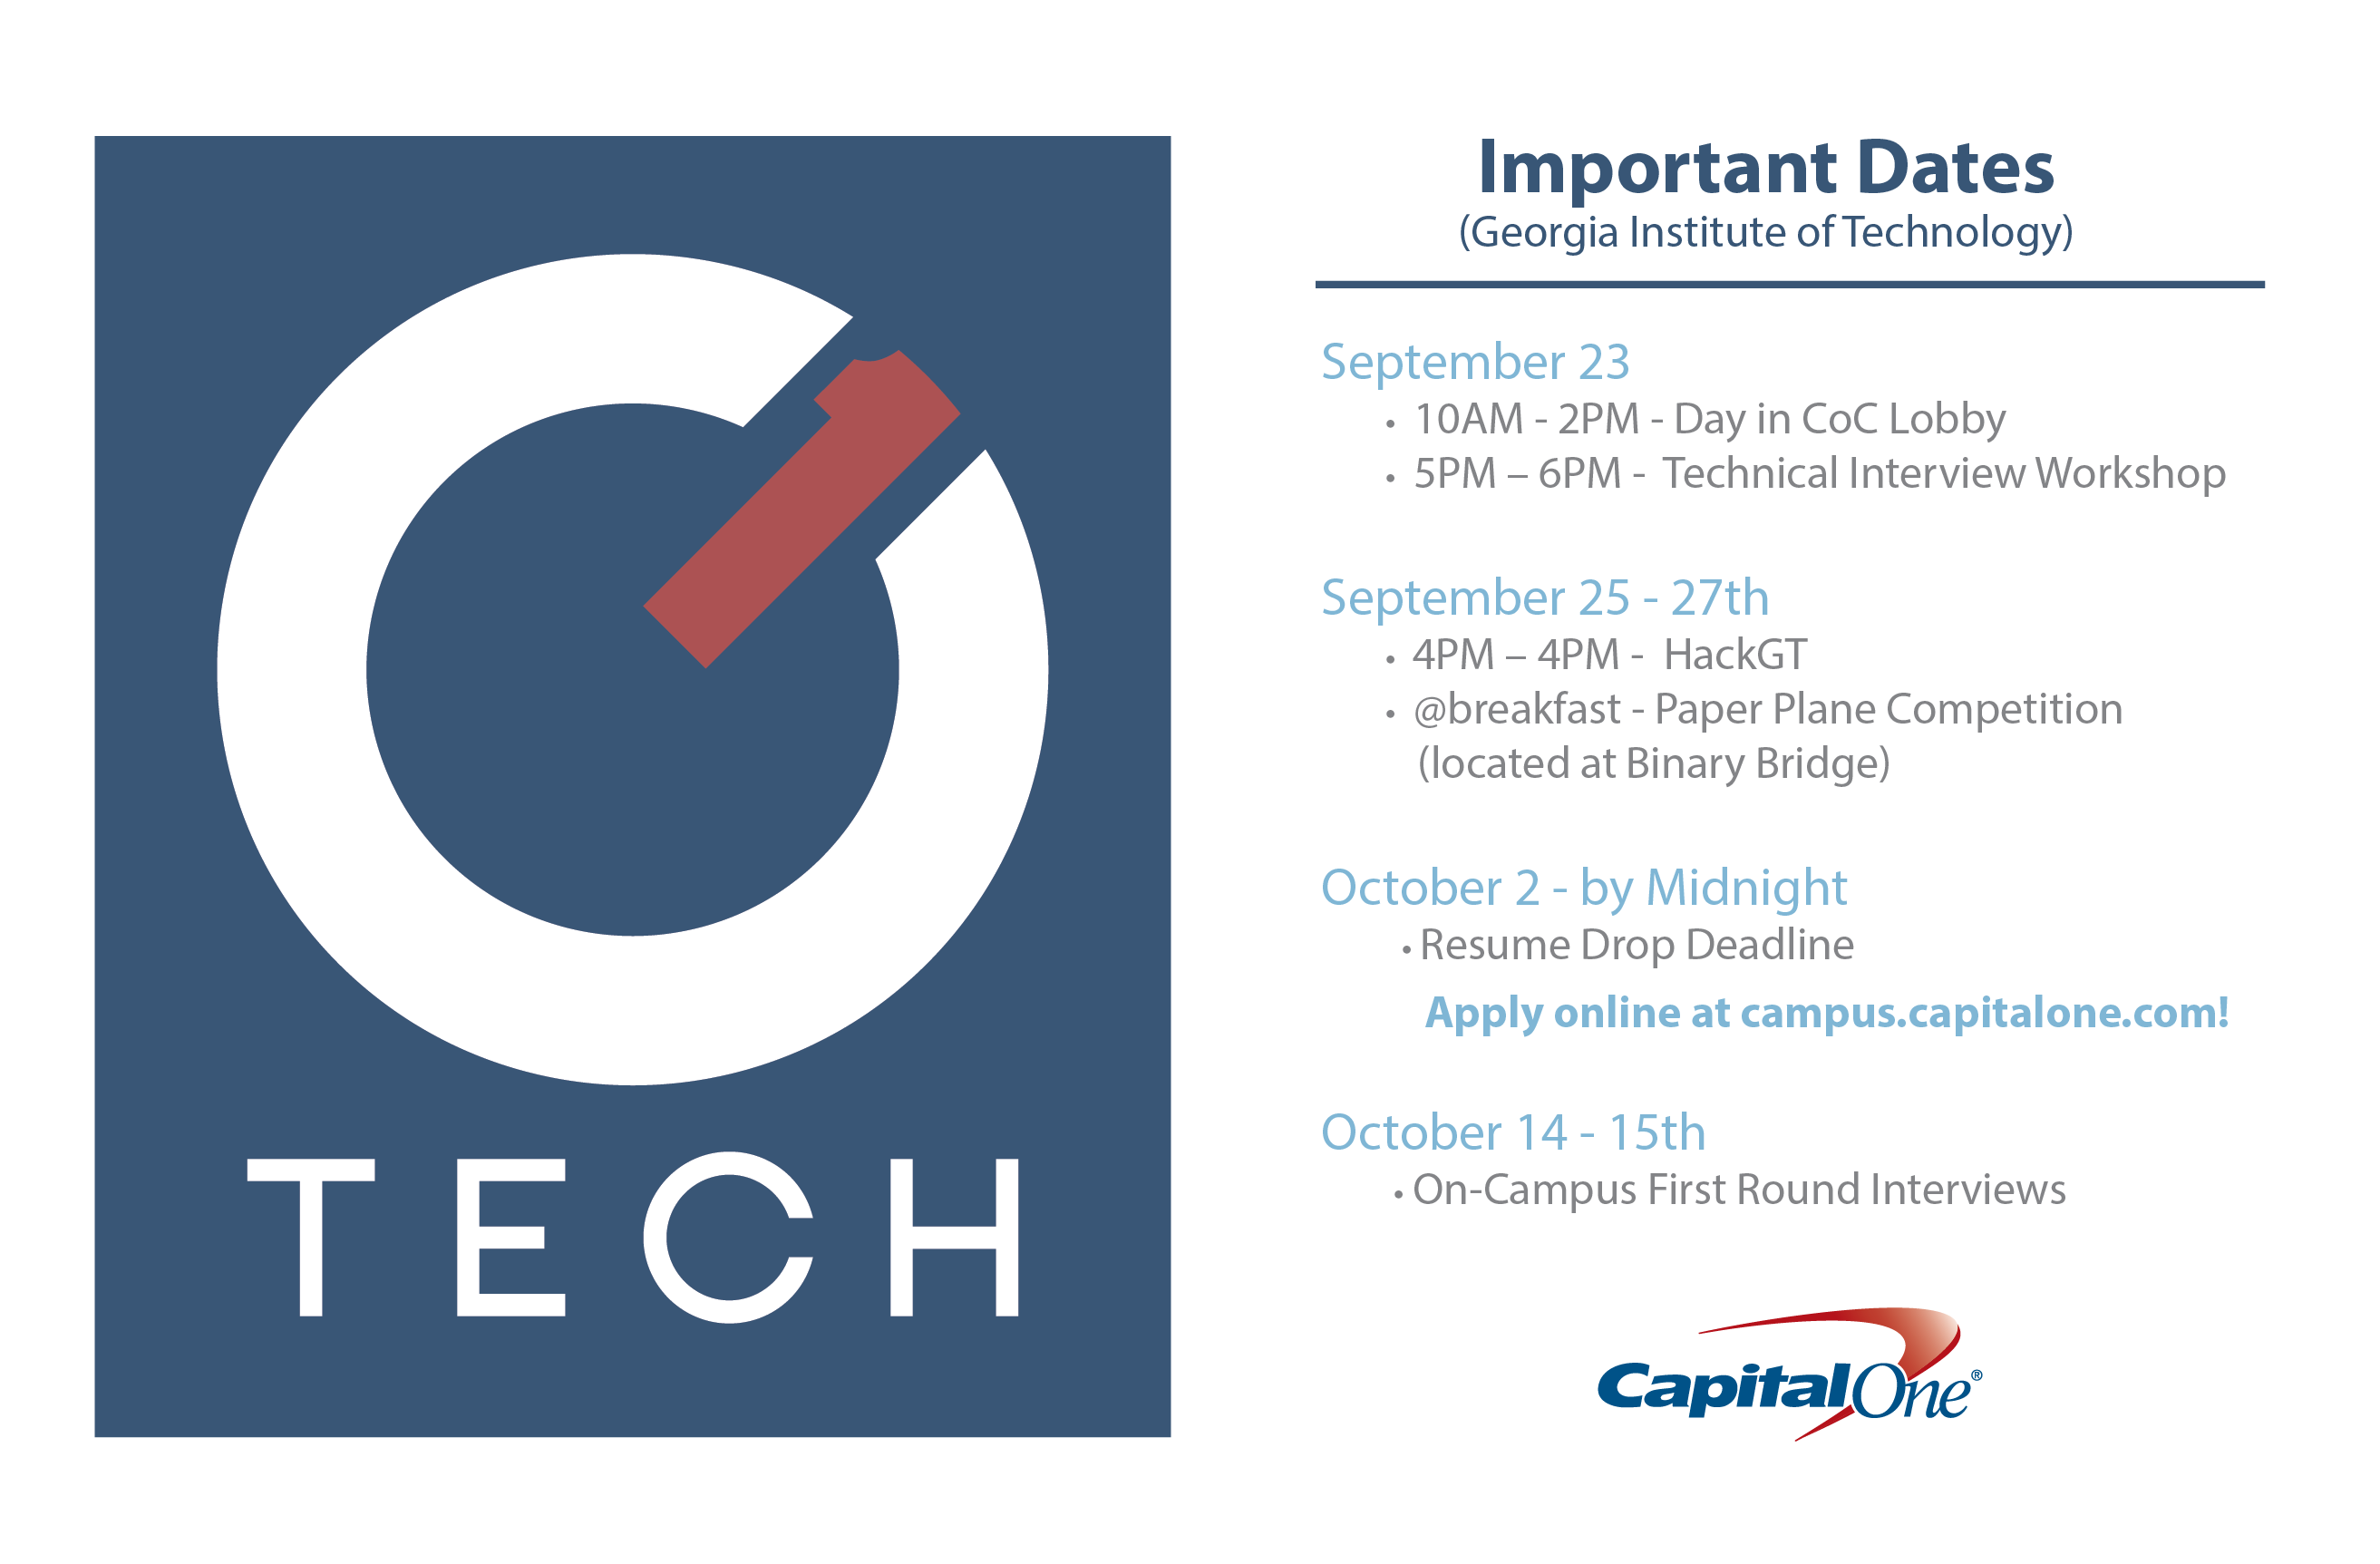 TECH
Important Dates
(Georgia Institute of Technology)
September 23
• 10AM - 2PM - Day in CoC Lobby
• 5PM – 6PM - Technical Interview Workshop
September 25 - 27th
• 4PM – 4PM - HackGT
• @breakfast - Paper Plane Competition
(located at Binary Bridge)
October 2 - by Midnight
• Resume Drop Deadline
Apply online at campus.capitalone.com!
October 14 - 15th
• On-Campus First Round Interviews
CapitalOne®